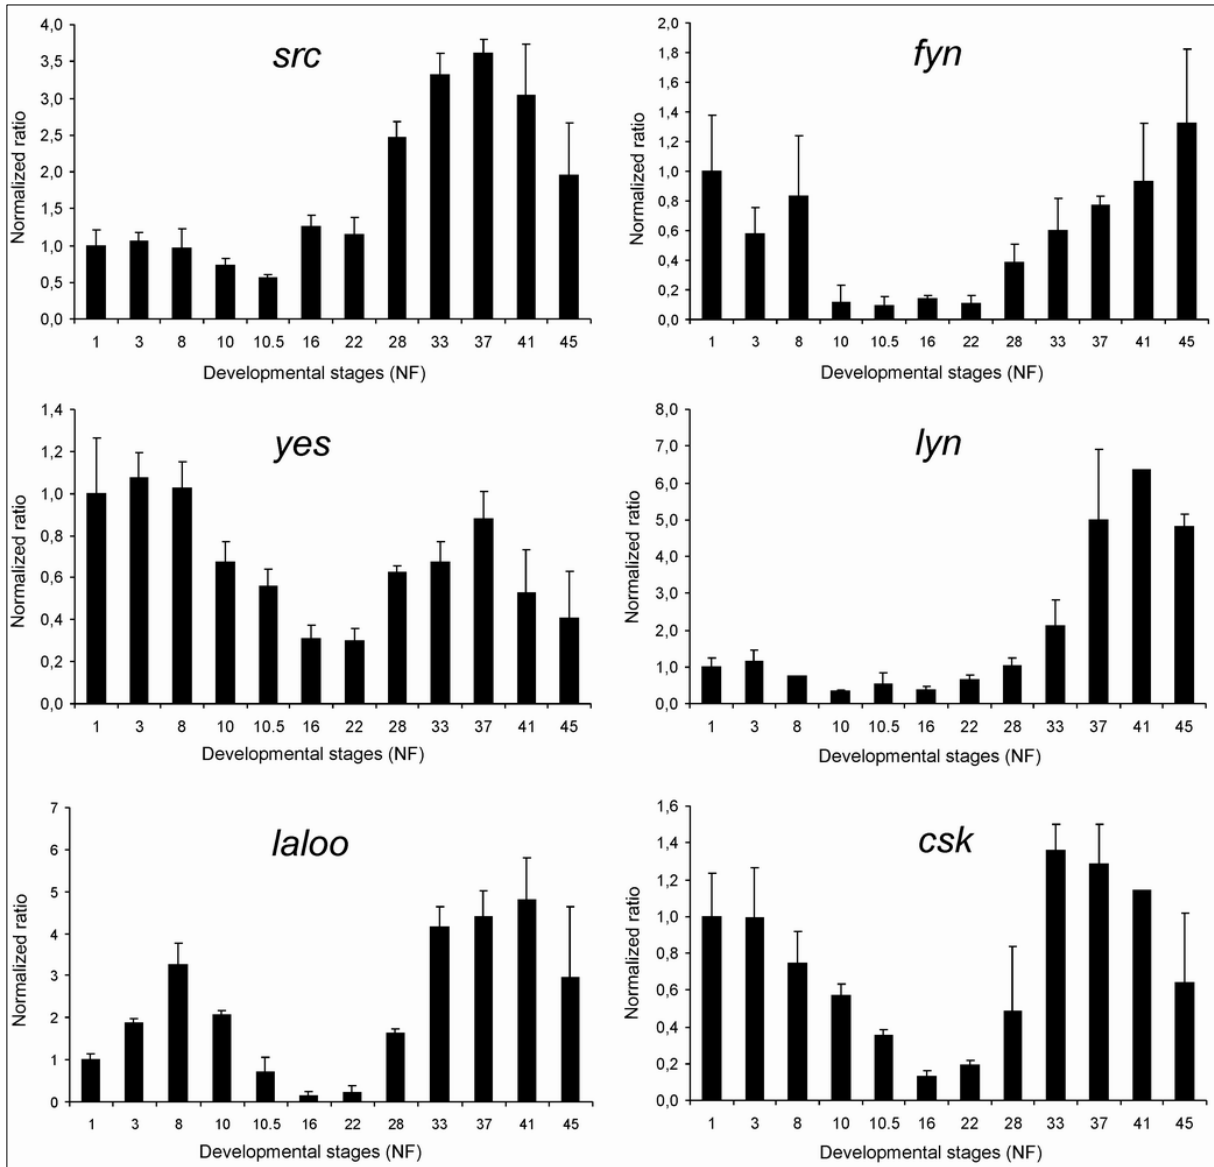 src
Normalized ratio
4,0
3,5
3,0
2,5
2,0
1,5
1,0
0,5
0,0
1 3 8 10 10.5 16 22 28 33 37 41 45
Developmental stages (NF)
fyn
Normalized ratio
2,0
1,8
1,6
1,4
1,2
1,0
0,8
0,6
0,4
0,2
0,0
1 3 8 10 10.5 16 22 28 33 37 41 45
Developmental stages (NF)
yes
Normalized ratio
1,4
1,2
1,0
0,8
0,6
0,4
0,2
0,0
1 3 8 10 10.5 16 22 28 33 37 41 45
Developmental stages (NF)
lyn
Normalized ratio
8,0
7,0
6,0
5,0
4,0
3,0
2,0
1,0
0,0
1 3 8 10 10.5 16 22 28 33 37 41 45
Developmental stages (NF)
laloo
Normalized ratio
7
6
5
4
3
2
1
0
1 3 8 10 10.5 16 22 28 33 37 41 45
Developmental stages (NF)
csk
Normalized ratio
1,6
1,4
1,2
1,0
0,8
0,6
0,4
0,2
0,0
1 3 8 10 10.5 16 22 28 33 37 41 45
Developmental stages (NF)